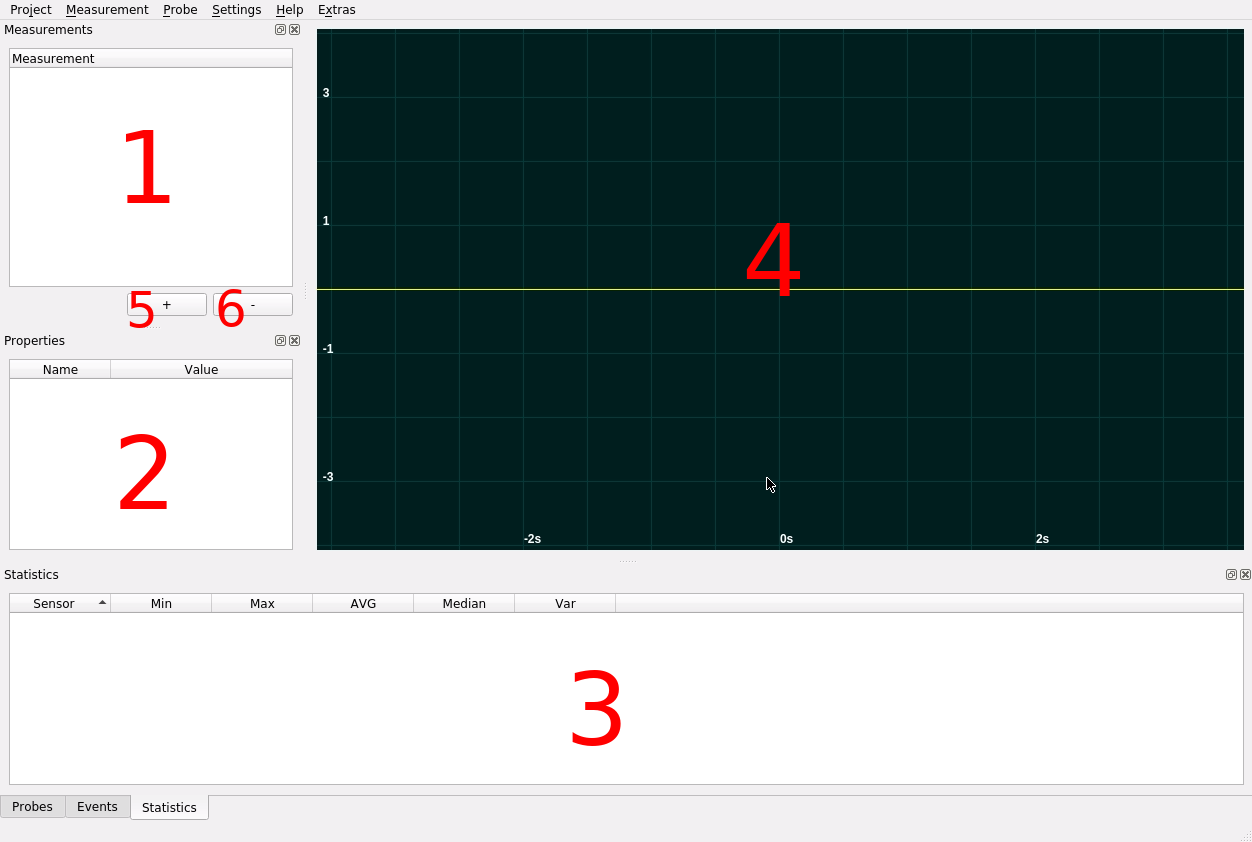 Project Measurement Probe Settings Help Extras
Measurements
Measurement
1
5 + 6 -
Properties
Name Value
2
3
1
4
-1
-3
-2s 0s 2s
Statistics
Sensor Min Max AVG Median Var
3
Probes Events Statistics